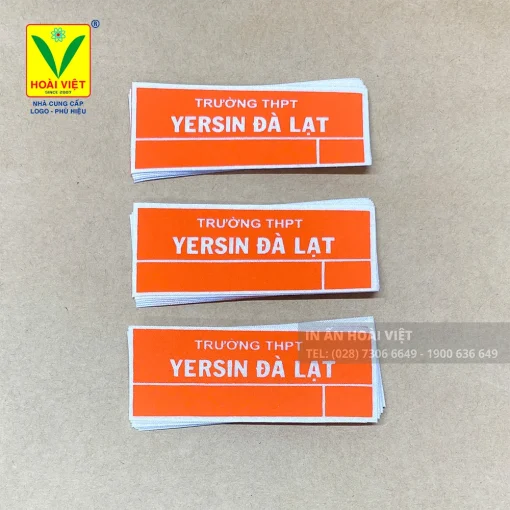 HOÀI VIỆT
SINCE 2007
NHÀ CUNG CẤP
LOGO - PHÙ HIỆU
®
TRƯỜNG THPT
YERSIN ĐÀ LẠT
TRƯỜNG THPT
YERSIN ĐÀ LẠT
IN ẤN HOÀI VIỆT
TEL: (028) 7306 6649 - 1900 636 649
TRƯỜNG THPT
YERSIN ĐÀ LẠT